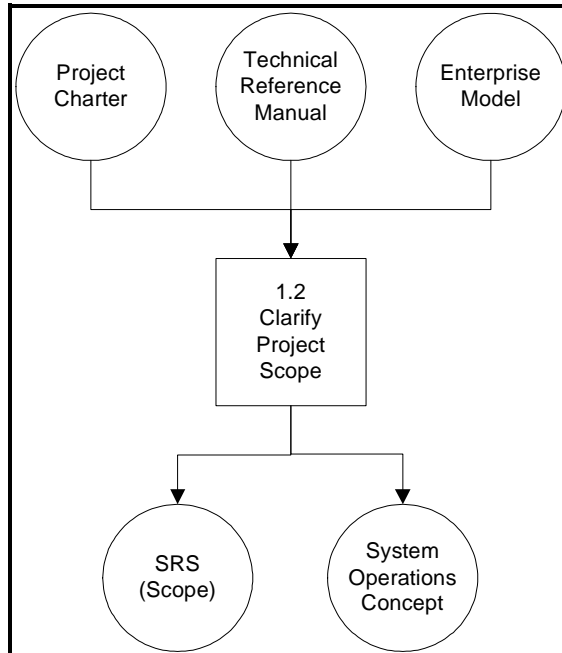 Project
Charter
Technical
Reference
Manual
Enterprise
Model
1.2
Clarify
Project
Scope
SRS
(Scope)
System
Operations
Concept